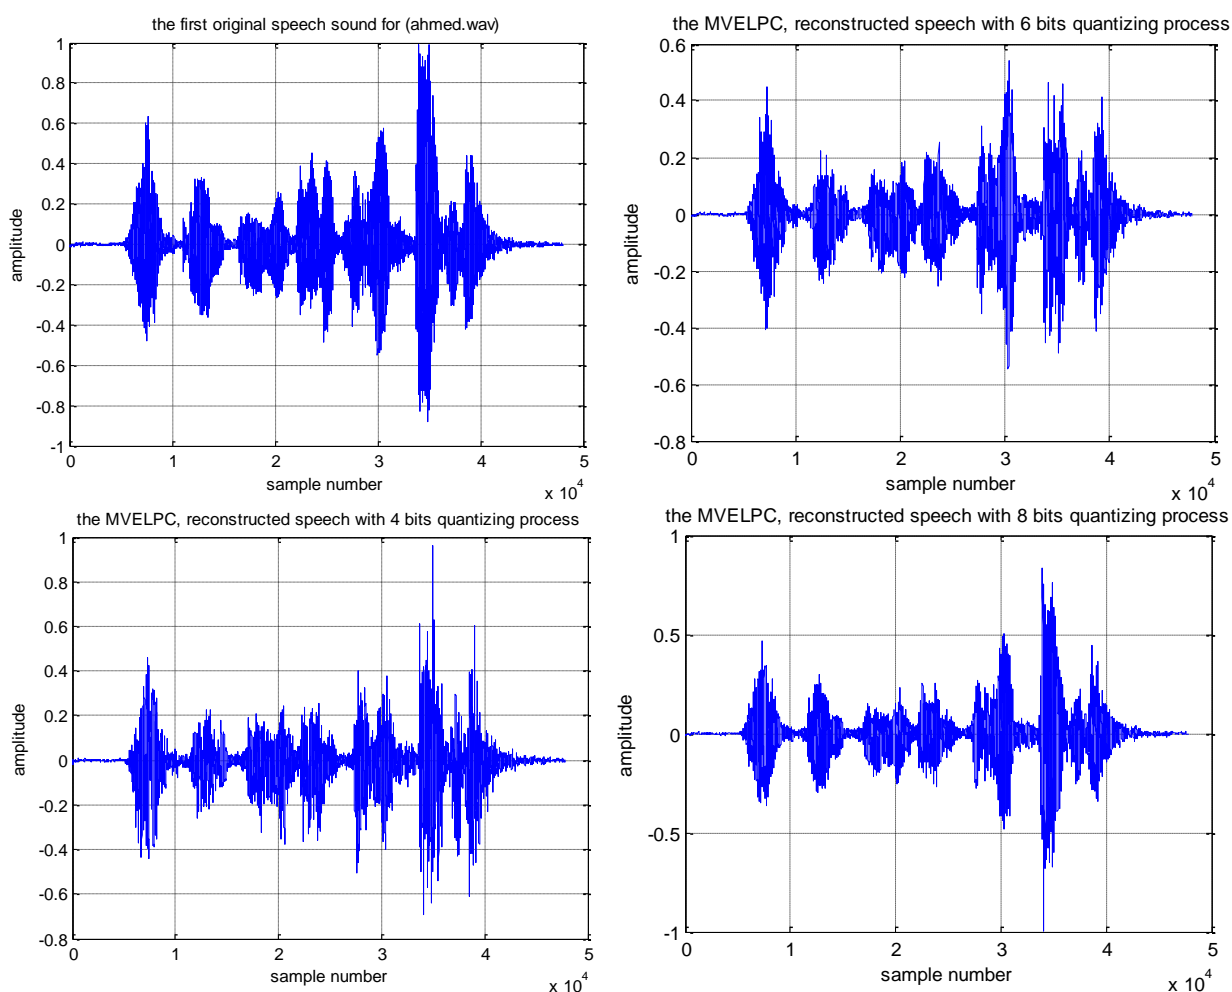 the first original speech sound for (ahmed.wav)
1
0.8
0.6
0.4
0.2
0
-0.2
-0.4
-0.6
-0.8
-1
amplitude
0 1 2 3 4 5
sample number
x 10^4
the MVELPC, reconstructed speech with 6 bits quantizing process
0.6
0.4
0.2
0
-0.2
-0.4
-0.6
-0.8
amplitude
0 1 2 3 4 5
sample number
x 10^4
the MVELPC, reconstructed speech with 4 bits quantizing process
1
0.8
0.6
0.4
0.2
0
-0.2
-0.4
-0.6
-0.8
amplitude
0 1 2 3 4 5
sample number
x 10^4
the MVELPC, reconstructed speech with 8 bits quantizing process
1
0.5
0
-0.5
-1
amplitude
0 1 2 3 4 5
sample number
x 10^4